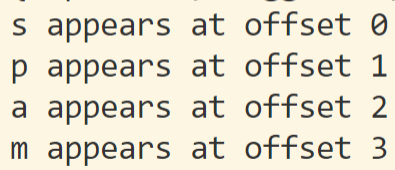 s appears at offset 0
p appears at offset 1
a appears at offset 2
m appears at offset 3